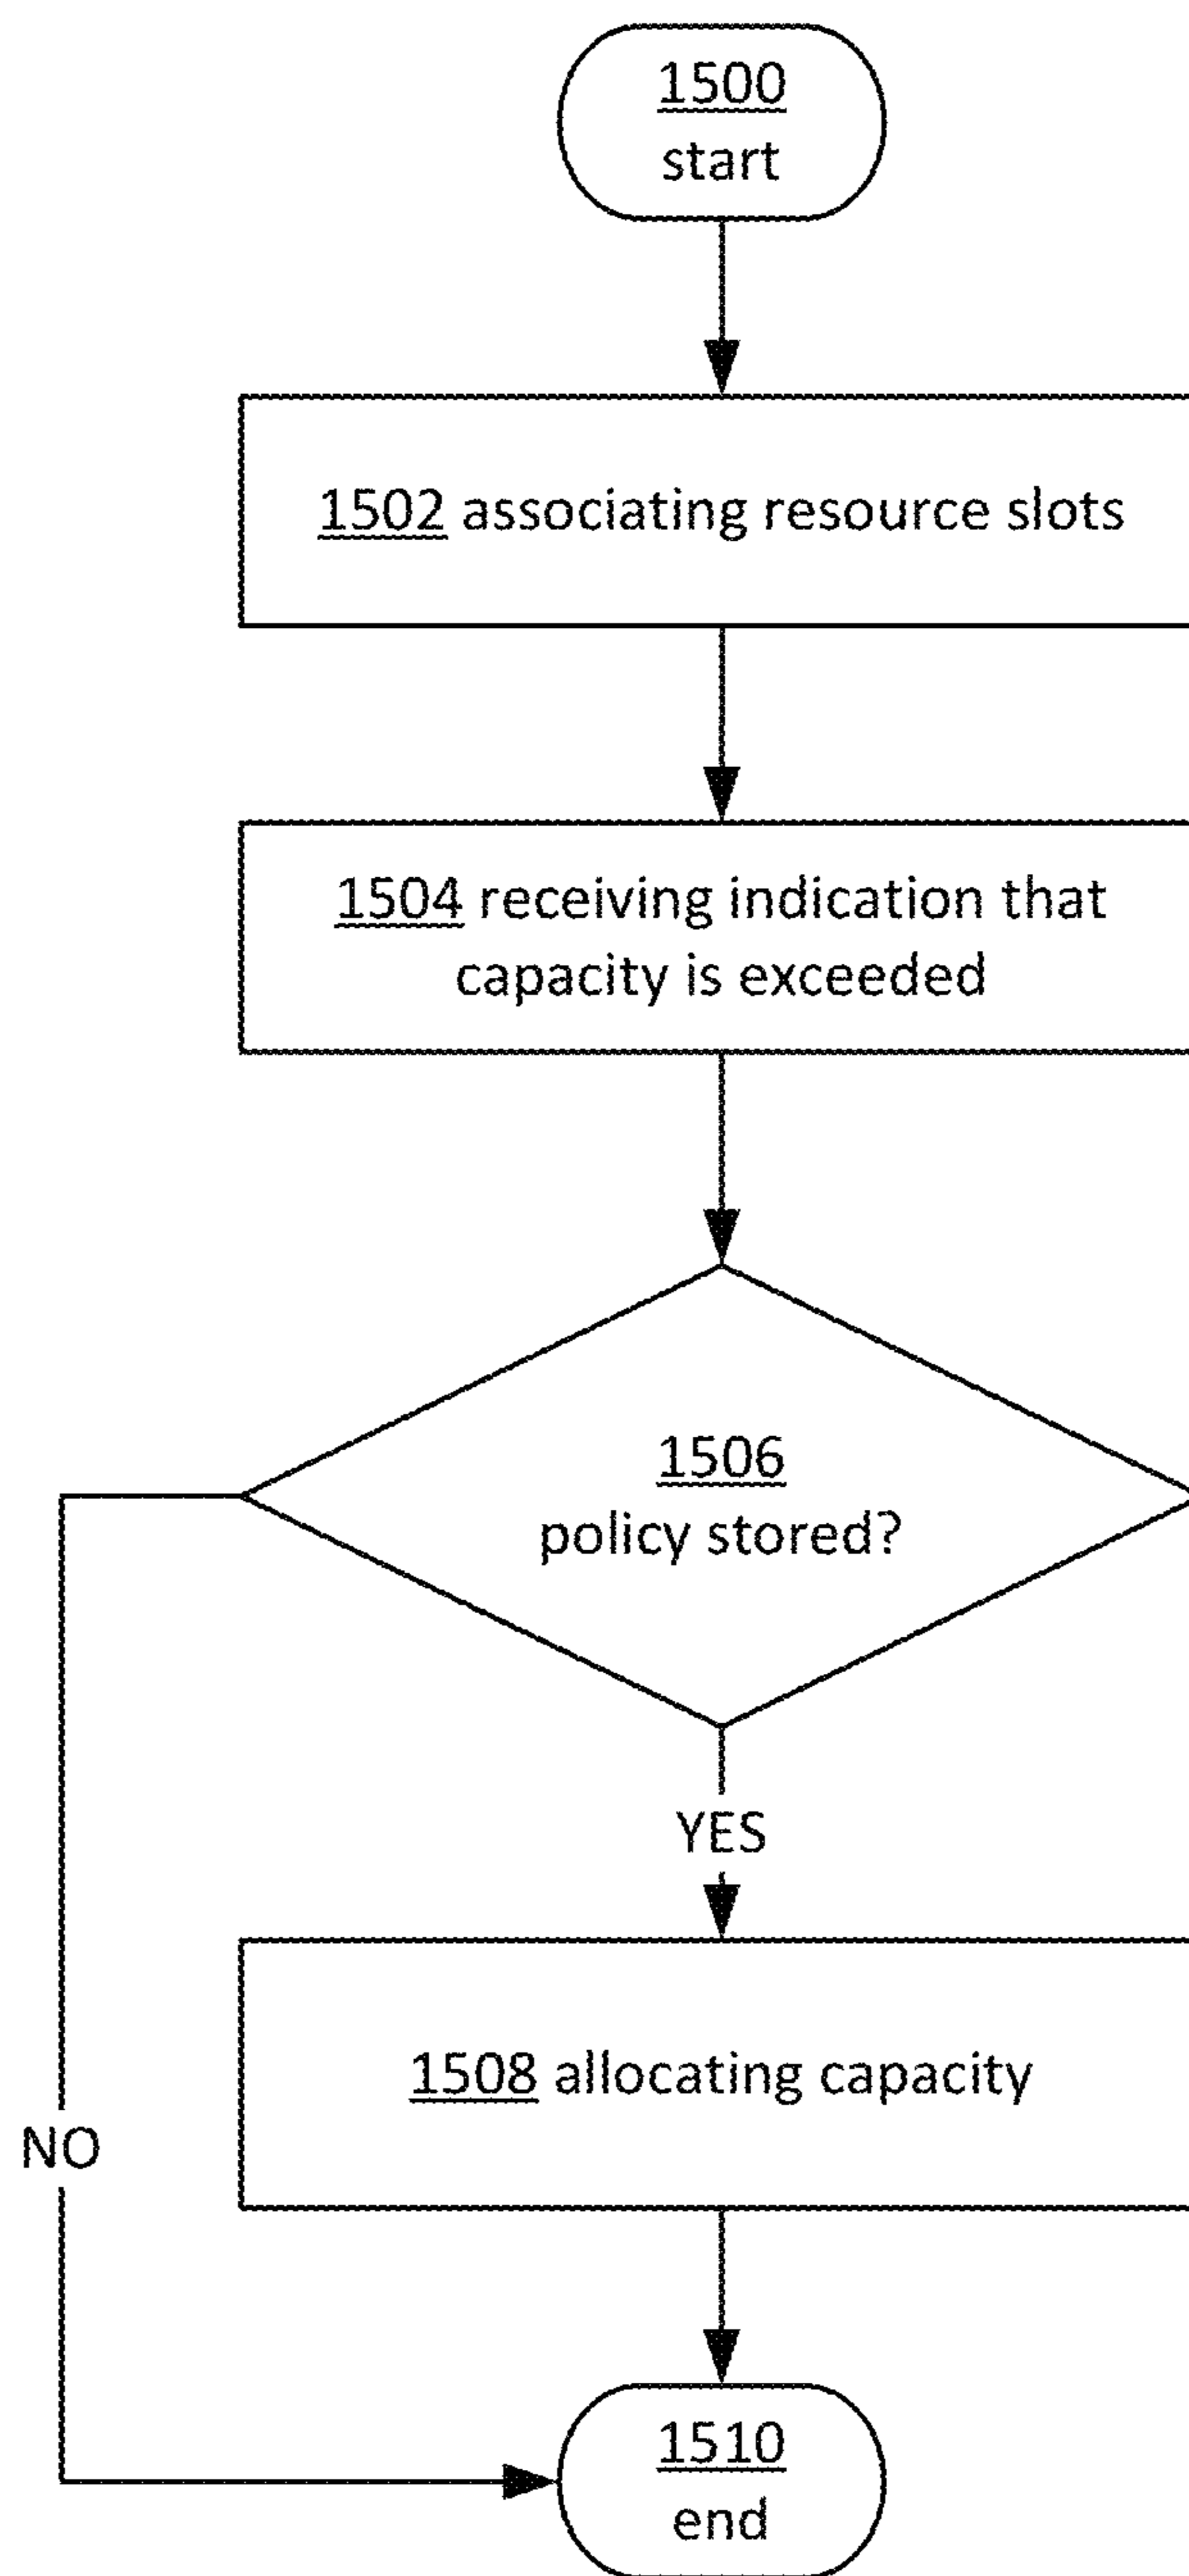 1500
start
1502 associating resource slots
1504 receiving indication that
capacity is exceeded
1506
policy stored?
YES
1508 allocating capacity
NO
1510
end